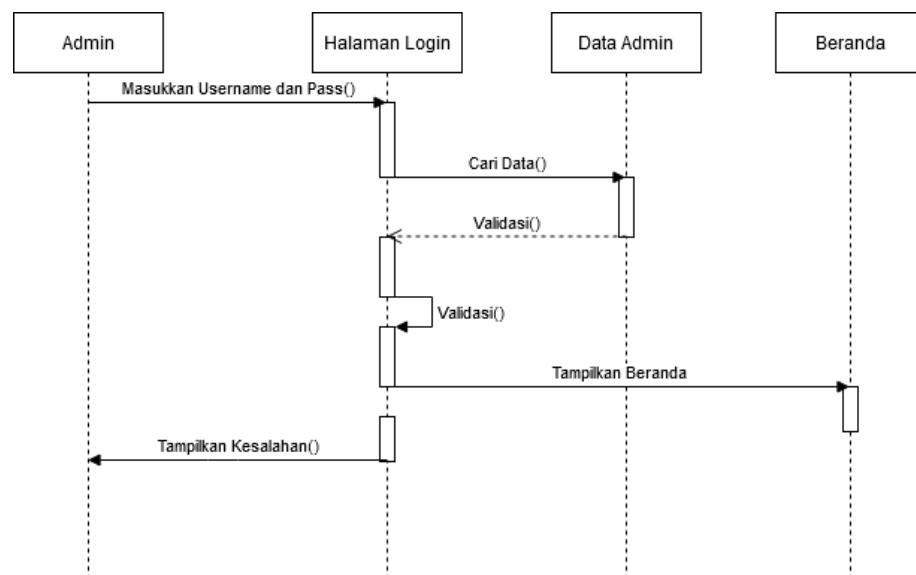 Admin
Halaman Login
Data Admin
Beranda
Masukkan Username dan Pass()
Cari Data()
Validasi()
Validasi()
Tampilkan Beranda
Tampilkan Kesalahan()